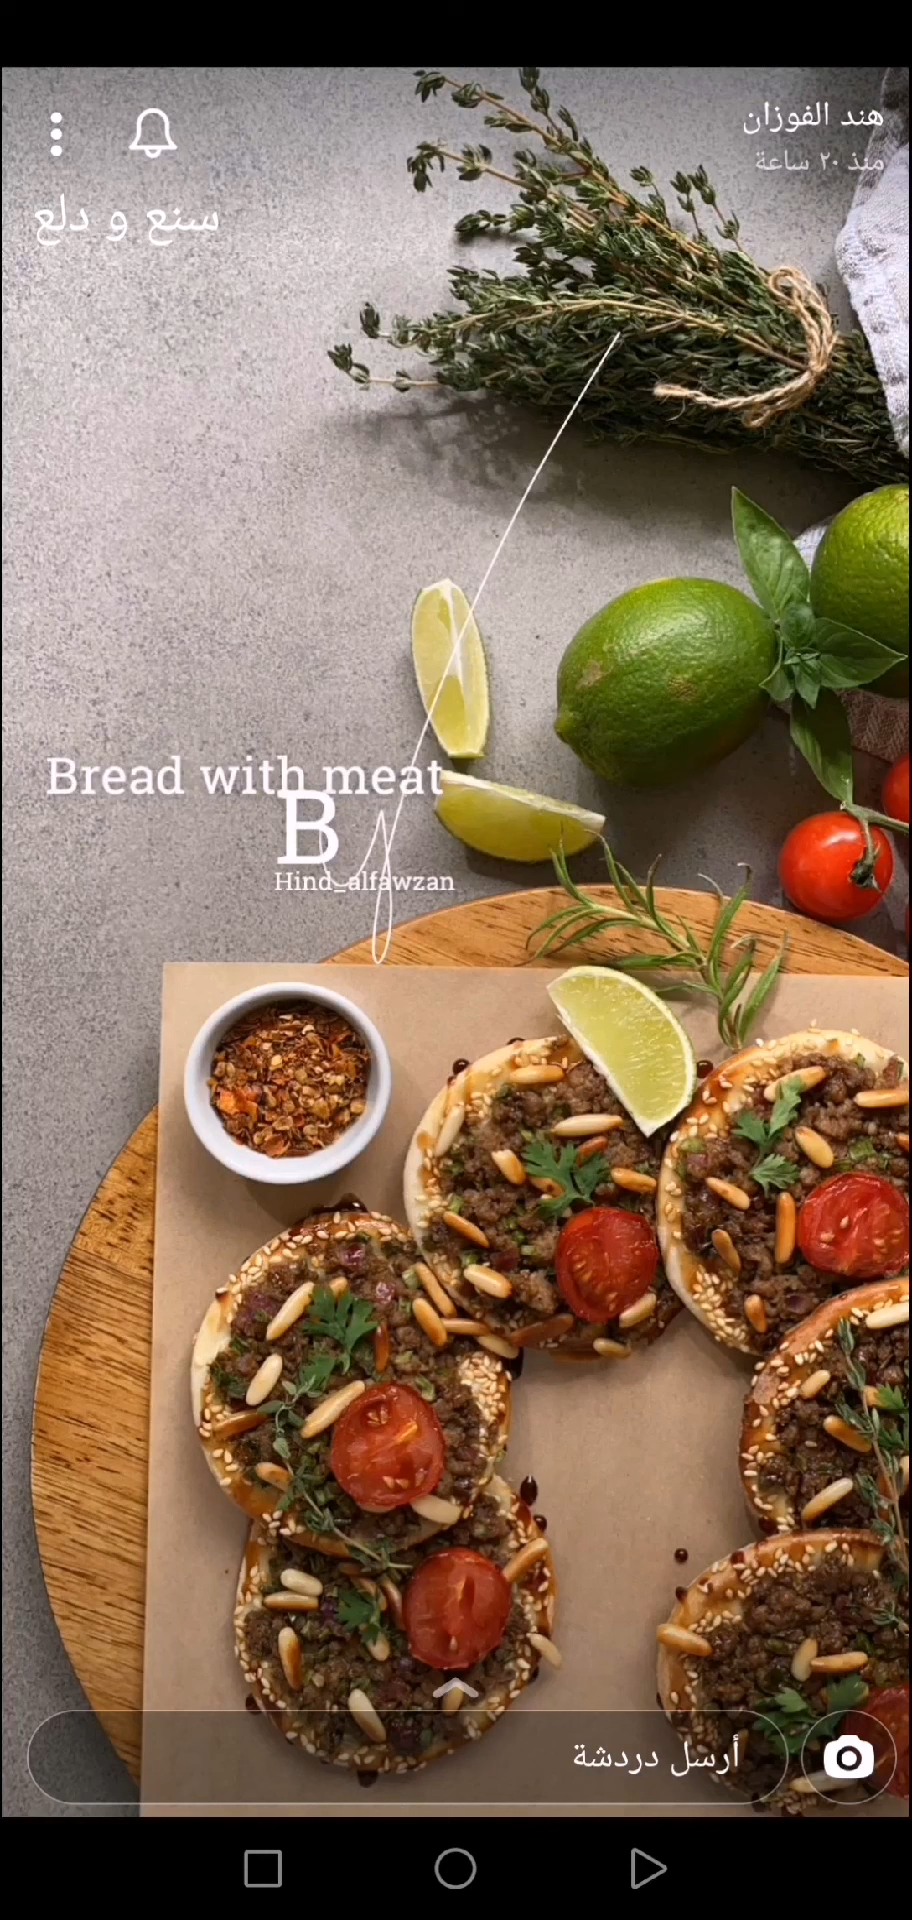 هند الفوزان
منذ ٢٠ ساعة
سنع و دلع
Bread with meat
B
Hind_alfawzan
أرسل دردشة